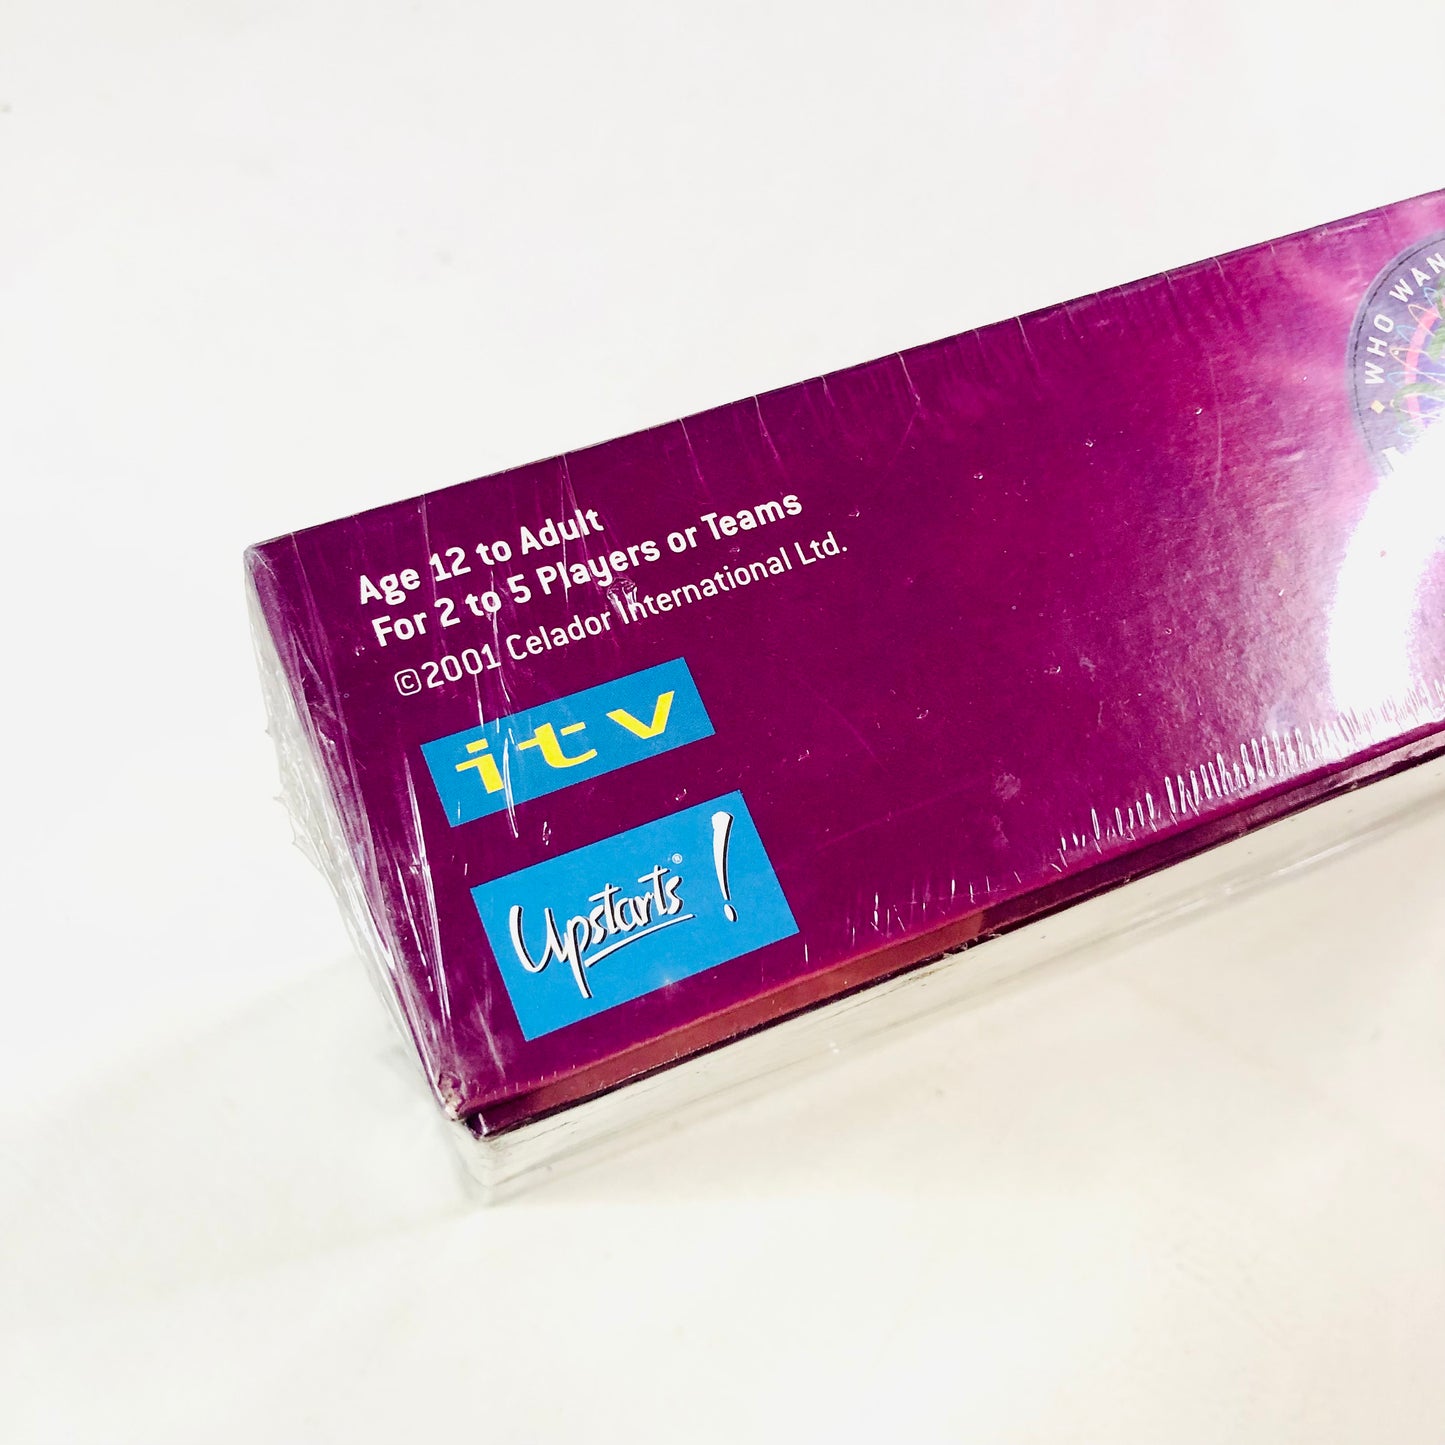 Age 12 to Adult
For 2 to 5 Players or Teams
©2001 Celador International Ltd.
itv
Upstarts® !
WHO WAN